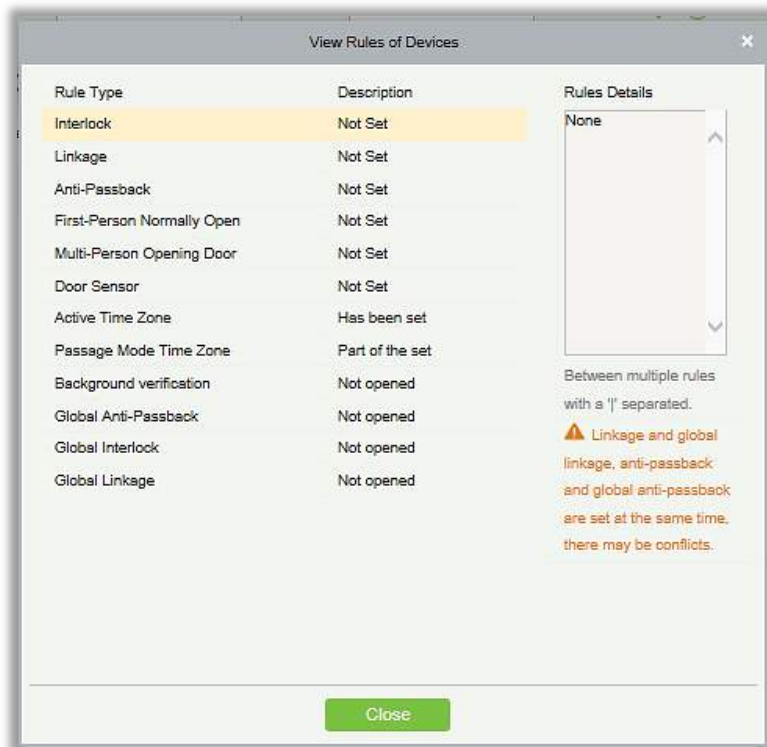 View Rules of Devices
Rule Type Description Rules Details
Interlock Not Set None
Linkage Not Set
Anti-Passback Not Set
First-Person Normally Open Not Set
Multi-Person Opening Door Not Set
Door Sensor Not Set
Active Time Zone Has been set
Passage Mode Time Zone Part of the set
Background verification Not opened
Global Anti-Passback Not opened
Global Interlock Not opened
Global Linkage Not opened
Between multiple rules
with a '|' separated.
Linkage and global
linkage, anti-passback
and global anti-passback
are set at the same time,
there may be conflicts.
Close